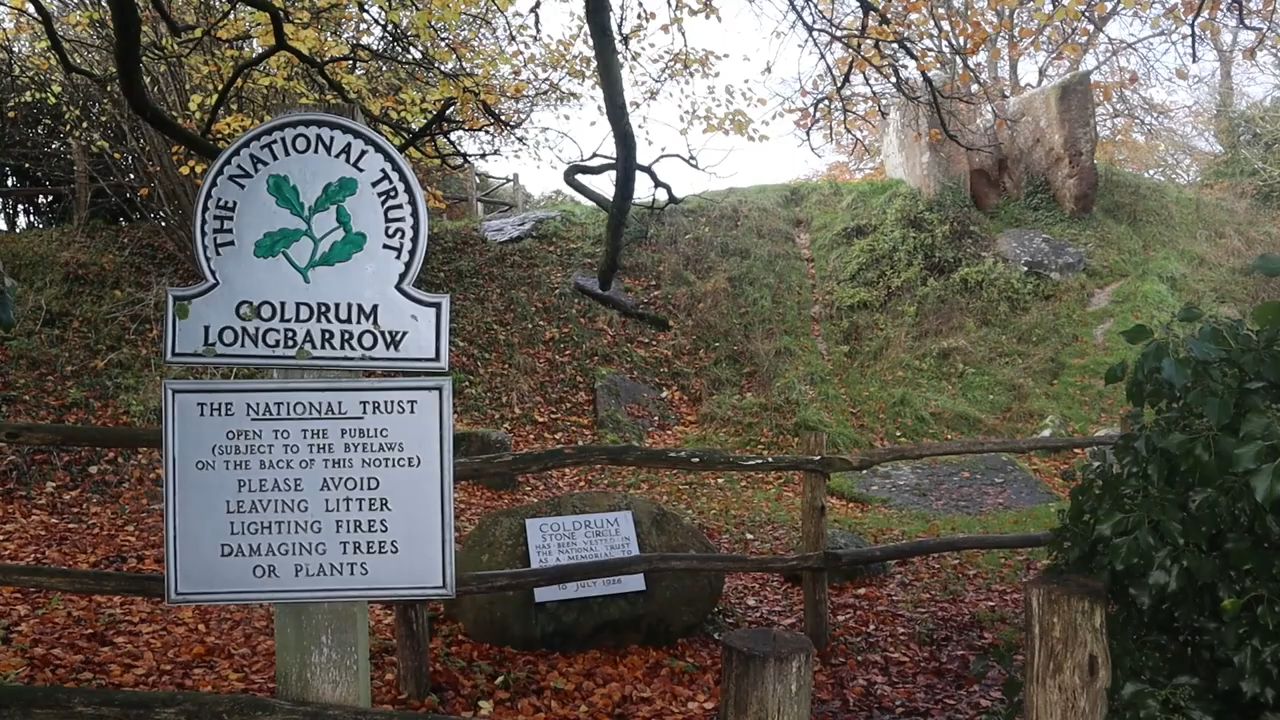 THE NATIONAL TRUST
COLDRUM
LONGBARROW
THE NATIONAL TRUST
OPEN TO THE PUBLIC
(SUBJECT TO THE BYELAWS
ON THE BACK OF THIS NOTICE)
PLEASE AVOID
LEAVING LITTER
LIGHTING FIRES
DAMAGING TREES
OR PLANTS
COLDRUM
STONE CIRCLE
HAS BEEN VESTED IN
THE NATIONAL TRUST
AS A MEMORIAL TO
10 JULY 1926